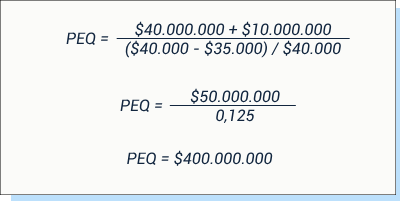 $40.000.000 + $10.000.000
PEQ =
($40.000 - $35.000) / $40.000
$50.000.000
PEQ =
0,125
PEQ = $400.000.000